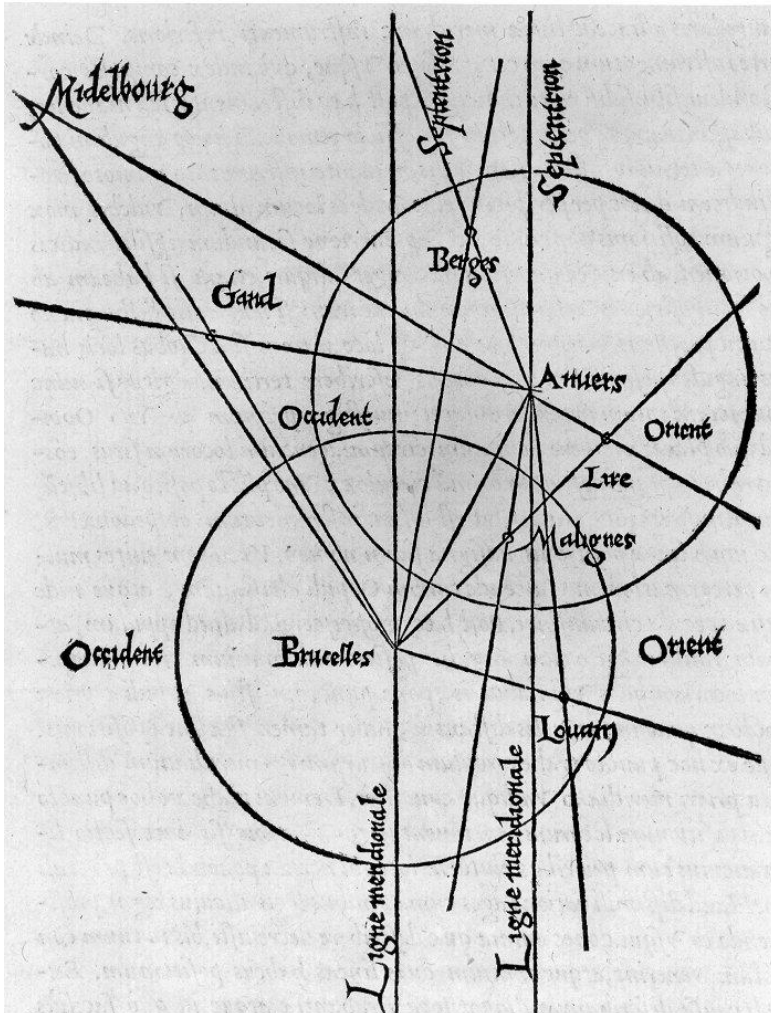 Septentrion
Septentrion
Midelbourg
Berges
Gand
Anuers
Occident
Orient
Lire
Malignes
Occident
Brucelles
Orient
Louain
Ligne meridionale
Ligne meridionale